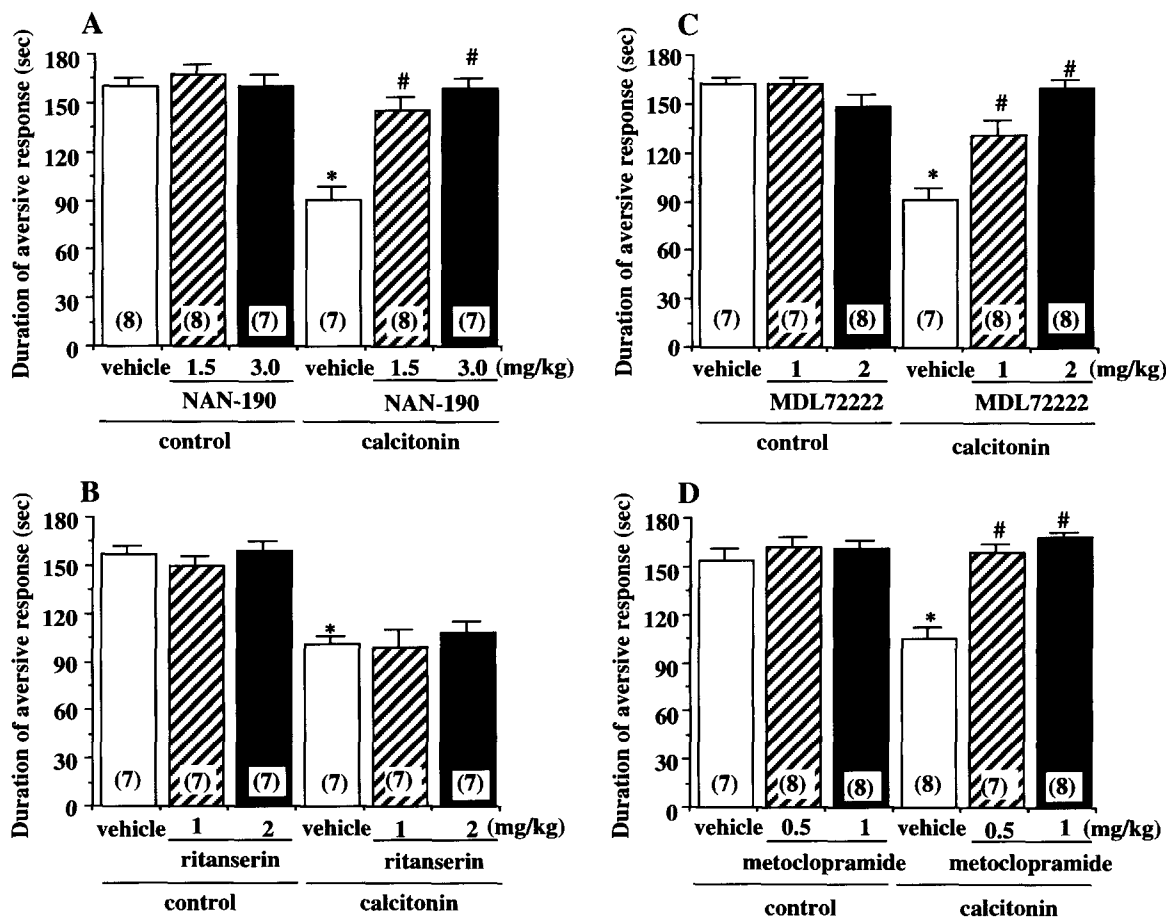 A
Duration of aversive response (sec)
180
150
120
90
60
30
0
* # #
(8) (8) (7) (7) (8) (7)
vehicle 1.5 3.0 vehicle 1.5 3.0 (mg/kg)
NAN-190 NAN-190
control calcitonin
B
Duration of aversive response (sec)
180
150
120
90
60
30
0
*
(7) (7) (7) (7) (7) (7)
vehicle 1 2 vehicle 1 2 (mg/kg)
ritanserin ritanserin
control calcitonin
C
Duration of aversive response (sec)
180
150
120
90
60
30
0
* # #
(7) (7) (8) (7) (8) (8)
vehicle 1 2 vehicle 1 2 (mg/kg)
MDL72222 MDL72222
control calcitonin
D
Duration of aversive response (sec)
180
150
120
90
60
30
0
* # #
(7) (8) (8) (8) (7) (8)
vehicle 0.5 1 vehicle 0.5 1 (mg/kg)
metoclopramide metoclopramide
control calcitonin